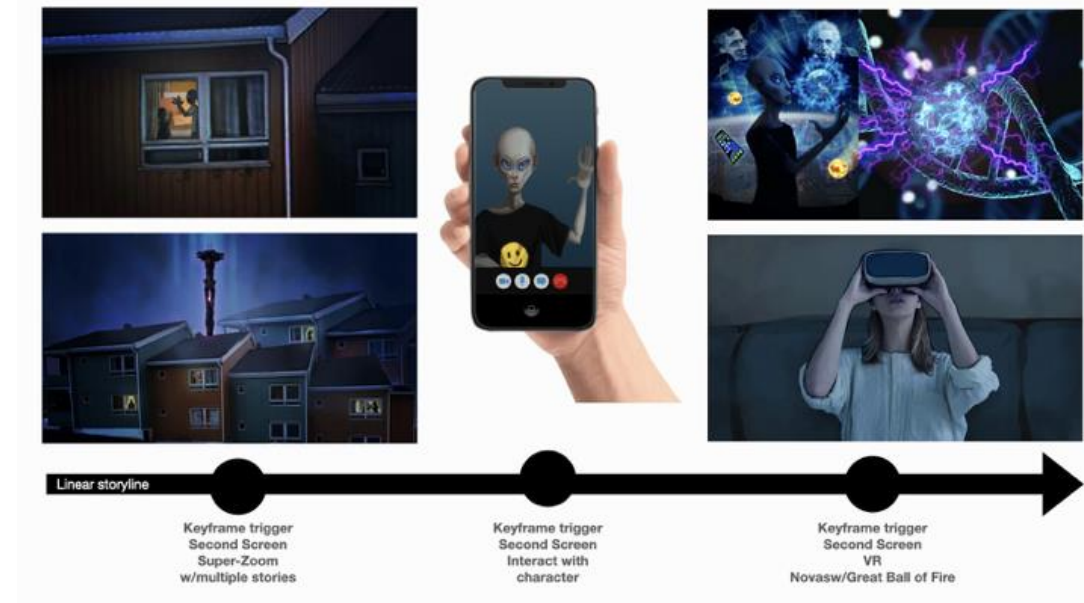 Linear storyline
Keyframe trigger
Second Screen
Super-Zoom
w/multiple stories
Keyframe trigger
Second Screen
Interact with
character
Keyframe trigger
Second Screen
VR
Novasw/Great Ball of Fire